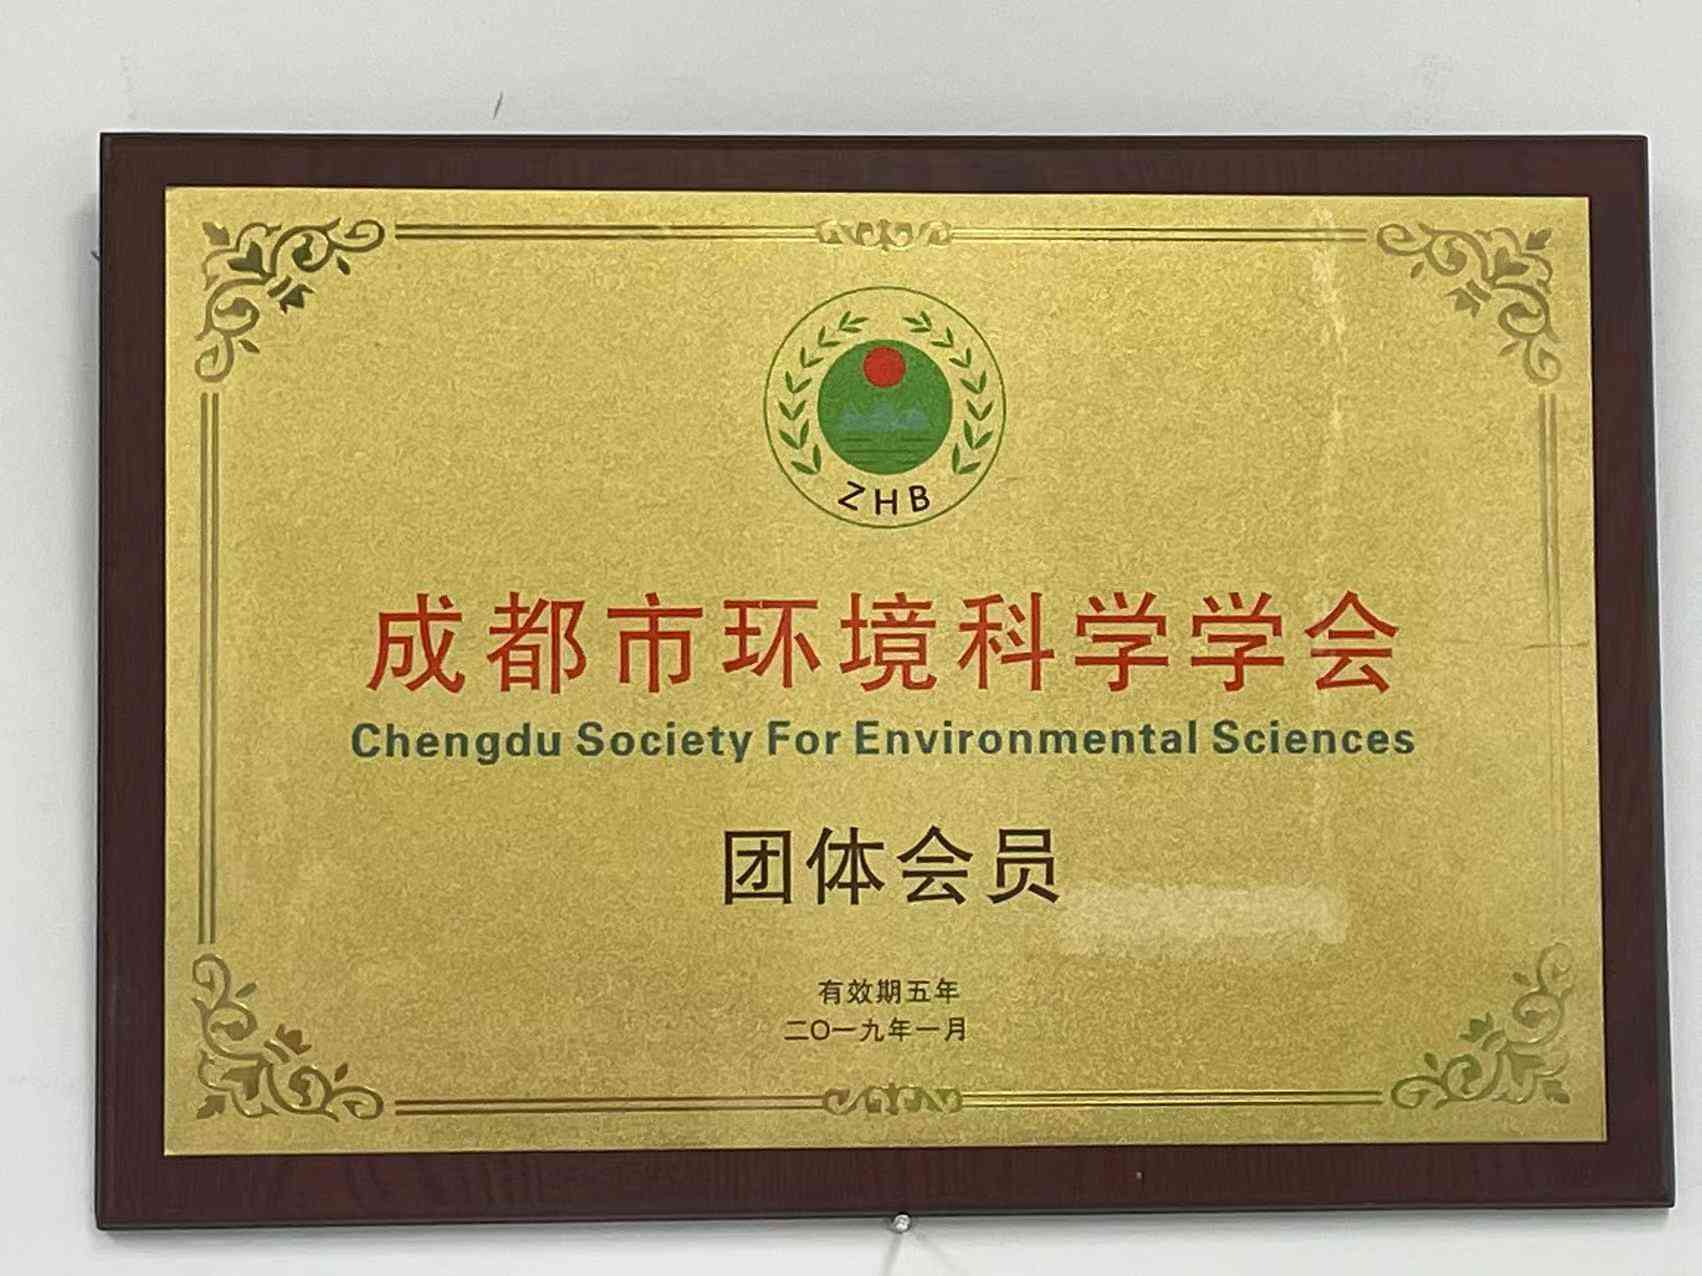 ZHB
成都市环境科学学会
Chengdu Society For Environmental Sciences
团体会员
有效期五年
二〇一九年一月